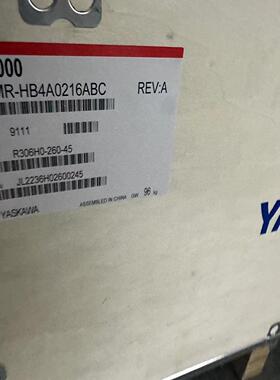 000
MR-HB4A0216ABC REV:A
9111
R306H0-260-45
JL2236H02600245
YASKAWA ASSEMBLED IN CHINA GW 96 kg
YA